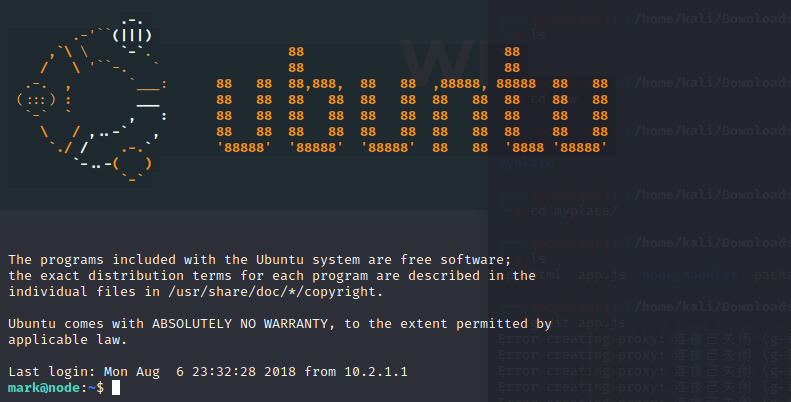 .-.
.-'``(|||)
,`\ \    `-`.                 88                         88
/   \ '``-.   `                88                         88
.-.  ,       `___:      88   88  88,888,  88   88  ,88888, 88888  88   88
(:::) :        ___       88   88  88   88  88   88  88   88  88    88   88
`-`  `       ,   :      88   88  88   88  88   88  88   88  88    88   88
\   / ,..-`   ,       88   88  88   88  88   88  88   88  88    88   88
`./ /    .-.`        '88888'  '88888'  '88888'  88   88  '8888 '88888'
`-..-(   )
`-`
The programs included with the Ubuntu system are free software;
the exact distribution terms for each program are described in the
individual files in /usr/share/doc/*/copyright.
Ubuntu comes with ABSOLUTELY NO WARRANTY, to the extent permitted by
applicable law.
Last login: Mon Aug  6 23:32:28 2018 from 10.2.1.1
mark@node:~$
/home/kali/Downloads
ls
/home/kali/Downloads
/home/kali/Downloads
cd myplace/
/home/kali/Downloads
ls
app.js
/home/kali/Downloads
app.js
Error creating proxy: 连接已关闭 (g-
Error creating proxy: 连接已关闭 (g-
Error creating proxy: 连接已关闭 (g-
Error creating proxy: 连接已关闭 (g-